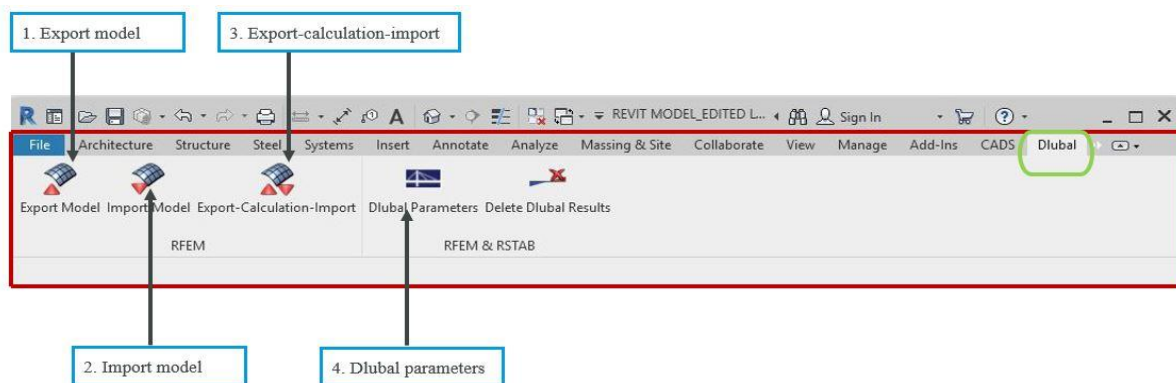 1. Export model
3. Export-calculation-import
REVIT MODEL_EDITED L... Sign In
File Architecture Structure Steel Systems Insert Annotate Analyze Massing & Site Collaborate View Manage Add-Ins CADS Dlubal
Export Model Import Model Export-Calculation-Import Dlubal Parameters Delete Dlubal Results
RFEM RFEM & RSTAB
2. Import model
4. Dlubal parameters